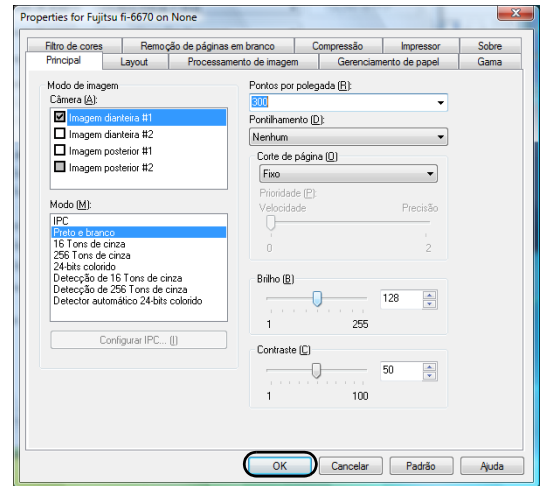 Properties for Fujitsu fi-6670 on None
Filtro de cores Remoção de páginas em branco Compressão Impressor Sobre
Principal Layout Processamento de imagem Gerenciamento de papel Gama
Modo de imagem
Câmera (A):
Imagem dianteira #1
Imagem dianteira #2
Imagem posterior #1
Imagem posterior #2
Modo (M):
IPC
Preto e branco
16 Tons de cinza
256 Tons de cinza
24-bits colorido
Detecção de 16 Tons de cinza
Detecção de 256 Tons de cinza
Detector automático 24-bits colorido
Configurar IPC... (I)
Pontos por polegada (R):
300
Pontilhamento (D):
Nenhum
Corte de página (O)
Fixo
Prioridade (P):
Velocidade Precisão
0 2
Brilho (B)
128
1 255
Contraste (C)
50
1 100
OK Cancelar Padrão Ajuda